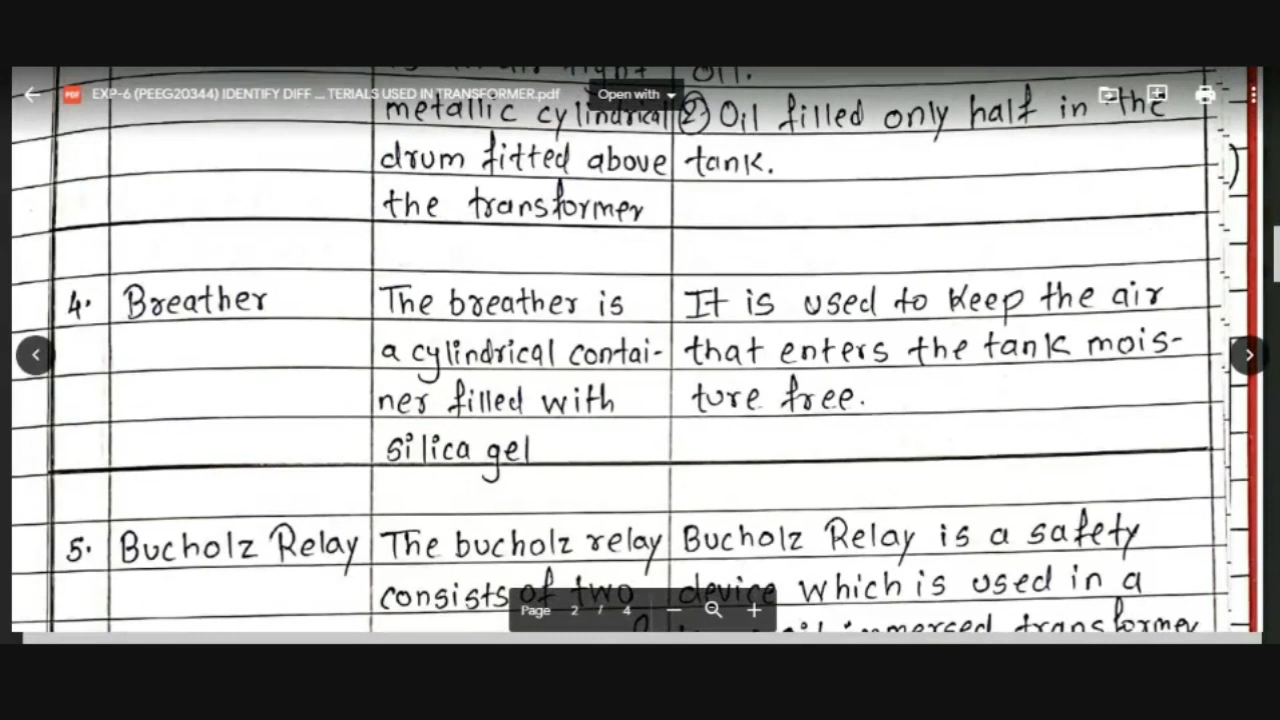 EXP-6 (PEEG20344) IDENTIFY DIFF ... TERIALS USED IN TRANSFORMER.pdf
Open with
oil.
metallic cylindrical
drum fitted above
the transformer
② Oil filled only half in the
tank.
4.
Breather
The breather is
a cylindrical contai-
ner filled with
silica gel
It is used to keep the air
that enters the tank mois-
ture free.
5.
Bucholz Relay
The bucholz relay
consists of two
Bucholz Relay is a safety
device which is used in a
immersed transformer
Page 2 / 4